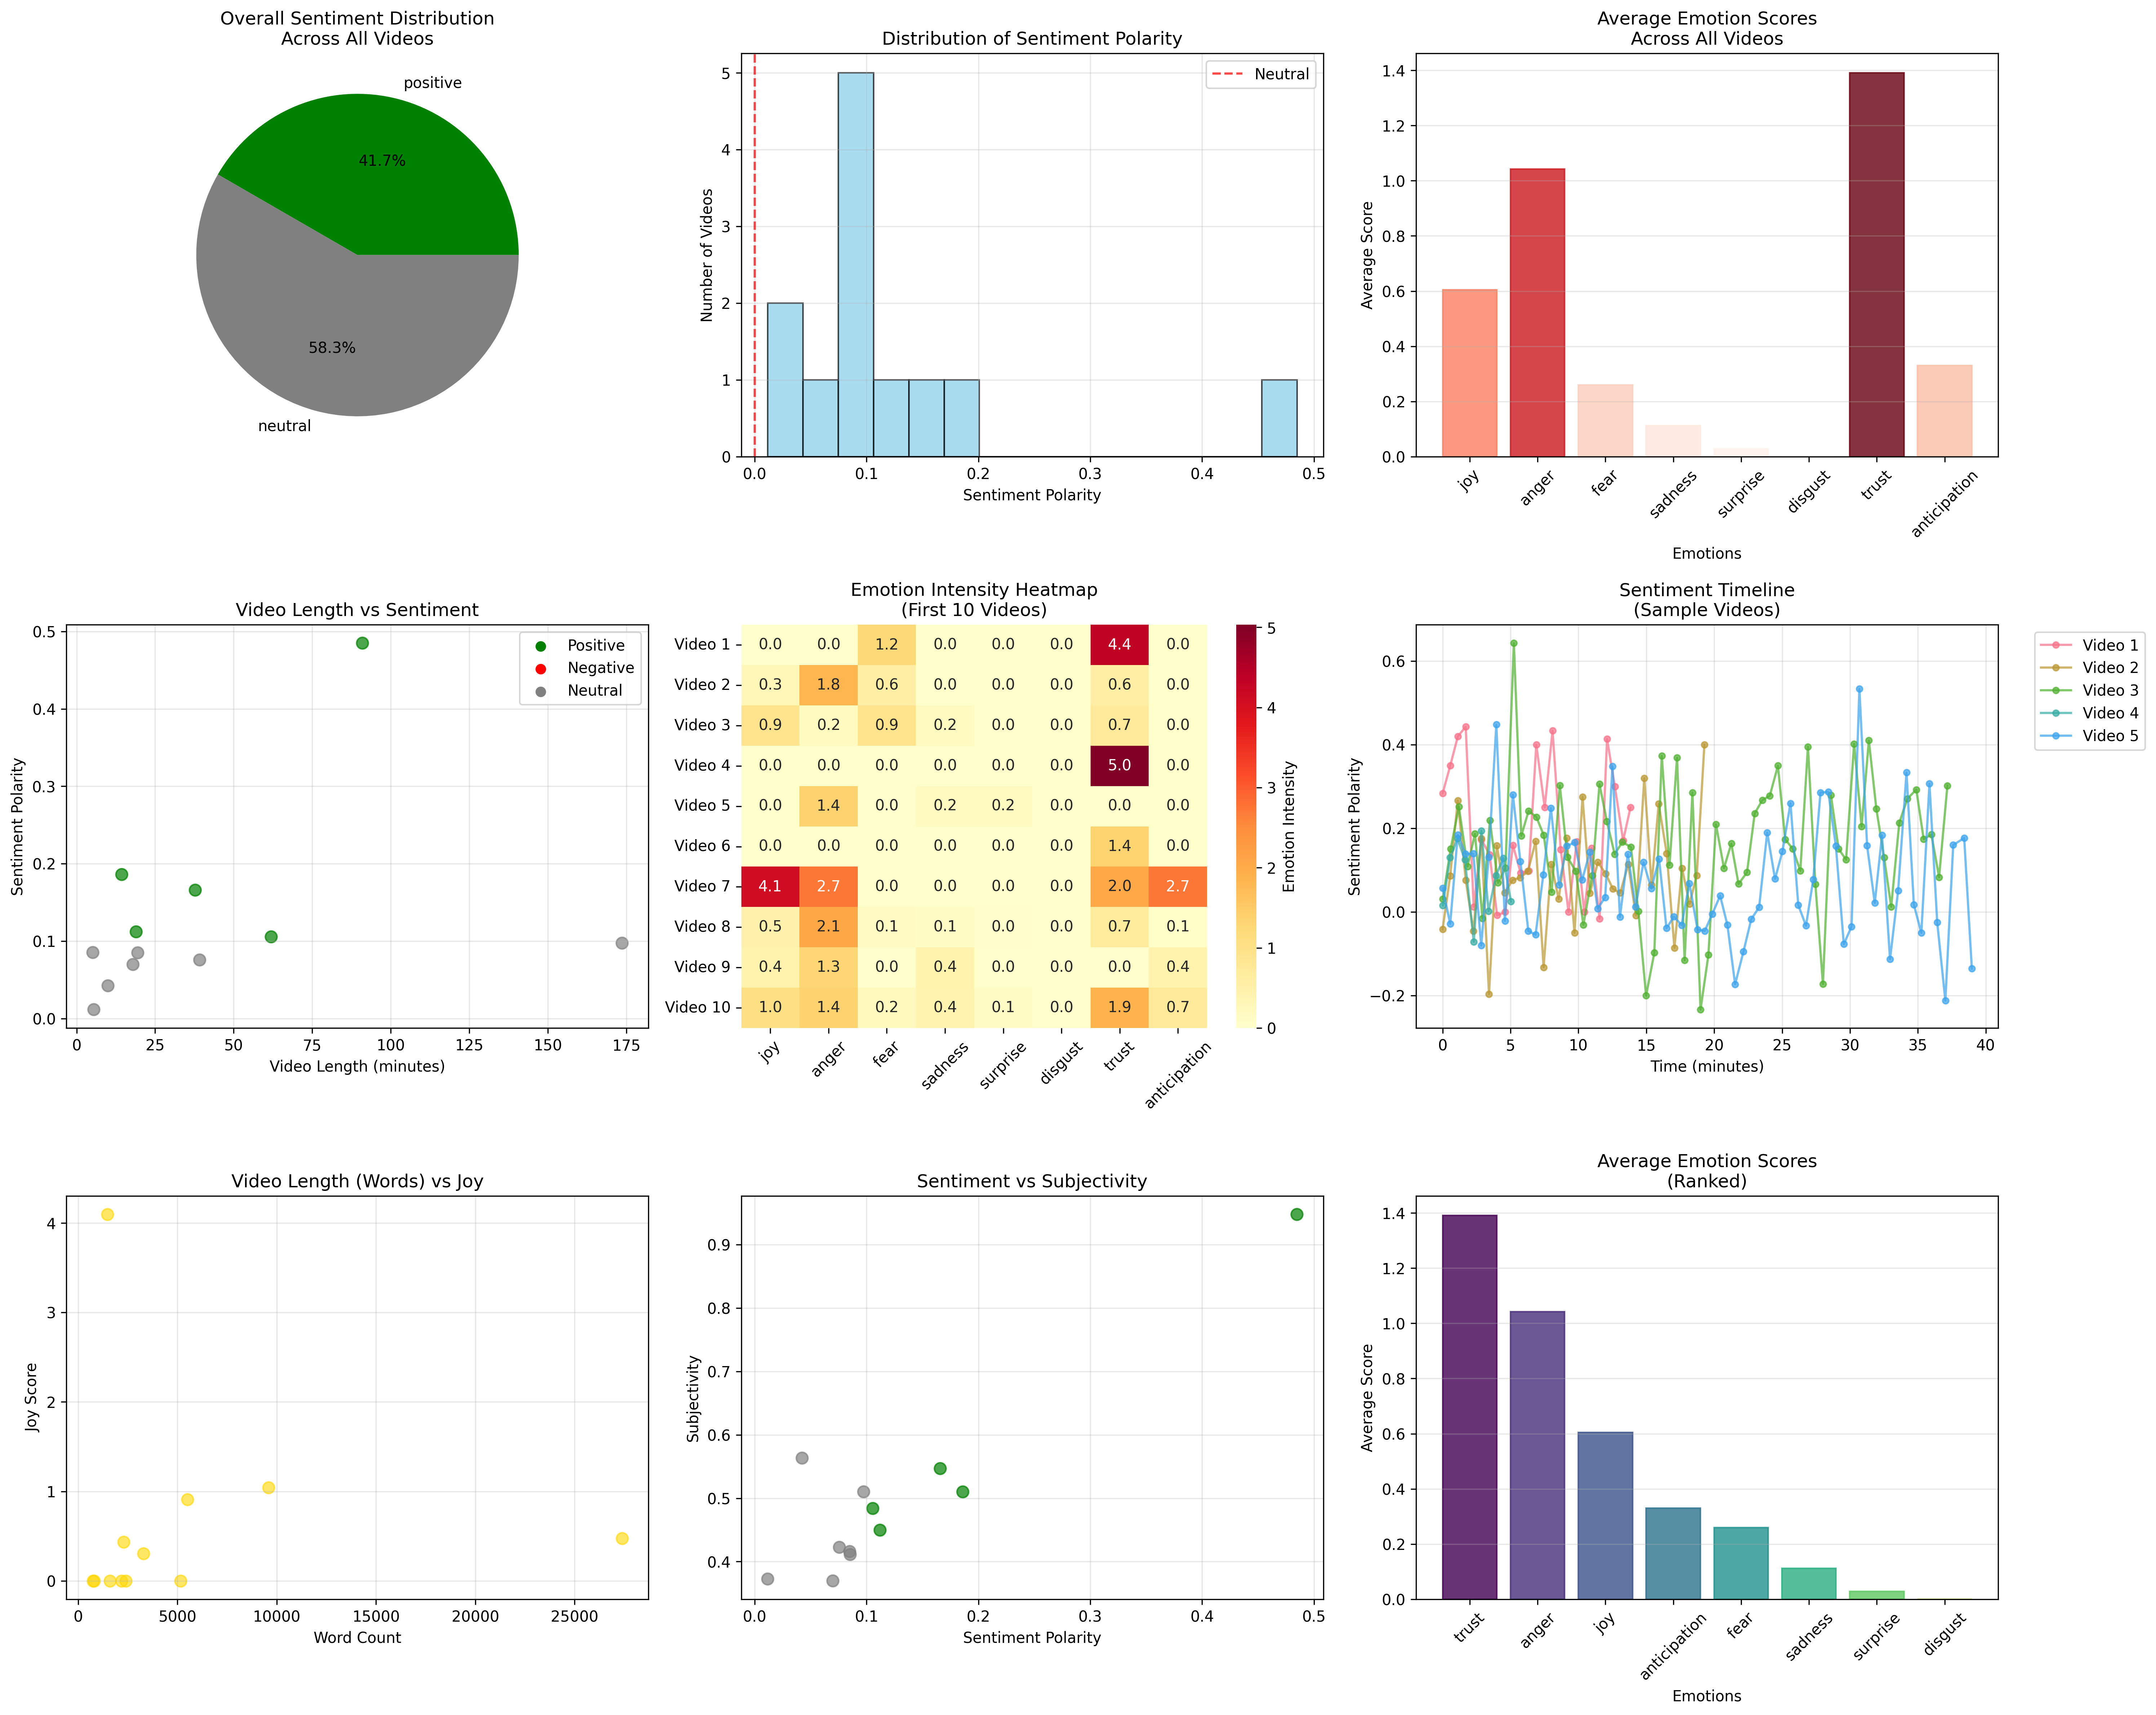 Overall Sentiment Distribution
Across All Videos
positive
41.7%
58.3%
neutral
Distribution of Sentiment Polarity
Neutral
Number of Videos
5
4
3
2
1
0
0.0 0.1 0.2 0.3 0.4 0.5
Sentiment Polarity
Average Emotion Scores
Across All Videos
Average Score
1.4
1.2
1.0
0.8
0.6
0.4
0.2
0.0
joy anger fear sadness surprise disgust trust anticipation
Emotions
Video Length vs Sentiment
Positive
Negative
Neutral
Sentiment Polarity
0.5
0.4
0.3
0.2
0.1
0.0
0 25 50 75 100 125 150 175
Video Length (minutes)
Emotion Intensity Heatmap
(First 10 Videos)
Video 1 0.0 0.0 1.2 0.0 0.0 0.0 4.4 0.0
Video 2 0.3 1.8 0.6 0.0 0.0 0.0 0.6 0.0
Video 3 0.9 0.2 0.9 0.2 0.0 0.0 0.7 0.0
Video 4 0.0 0.0 0.0 0.0 0.0 0.0 5.0 0.0
Video 5 0.0 1.4 0.0 0.2 0.2 0.0 0.0 0.0
Video 6 0.0 0.0 0.0 0.0 0.0 0.0 1.4 0.0
Video 7 4.1 2.7 0.0 0.0 0.0 0.0 2.0 2.7
Video 8 0.5 2.1 0.1 0.1 0.0 0.0 0.7 0.1
Video 9 0.4 1.3 0.0 0.4 0.0 0.0 0.0 0.4
Video 10 1.0 1.4 0.2 0.4 0.1 0.0 1.9 0.7
joy anger fear sadness surprise disgust trust anticipation
5
4
3
2
1
0
Emotion Intensity
Sentiment Timeline
(Sample Videos)
Video 1
Video 2
Video 3
Video 4
Video 5
Sentiment Polarity
0.6
0.4
0.2
0.0
−0.2
0 5 10 15 20 25 30 35 40
Time (minutes)
Video Length (Words) vs Joy
Joy Score
4
3
2
1
0
0 5000 10000 15000 20000 25000
Word Count
Sentiment vs Subjectivity
Subjectivity
0.9
0.8
0.7
0.6
0.5
0.4
0.0 0.1 0.2 0.3 0.4 0.5
Sentiment Polarity
Average Emotion Scores
(Ranked)
Average Score
1.4
1.2
1.0
0.8
0.6
0.4
0.2
0.0
trust anger joy anticipation fear sadness surprise disgust
Emotions